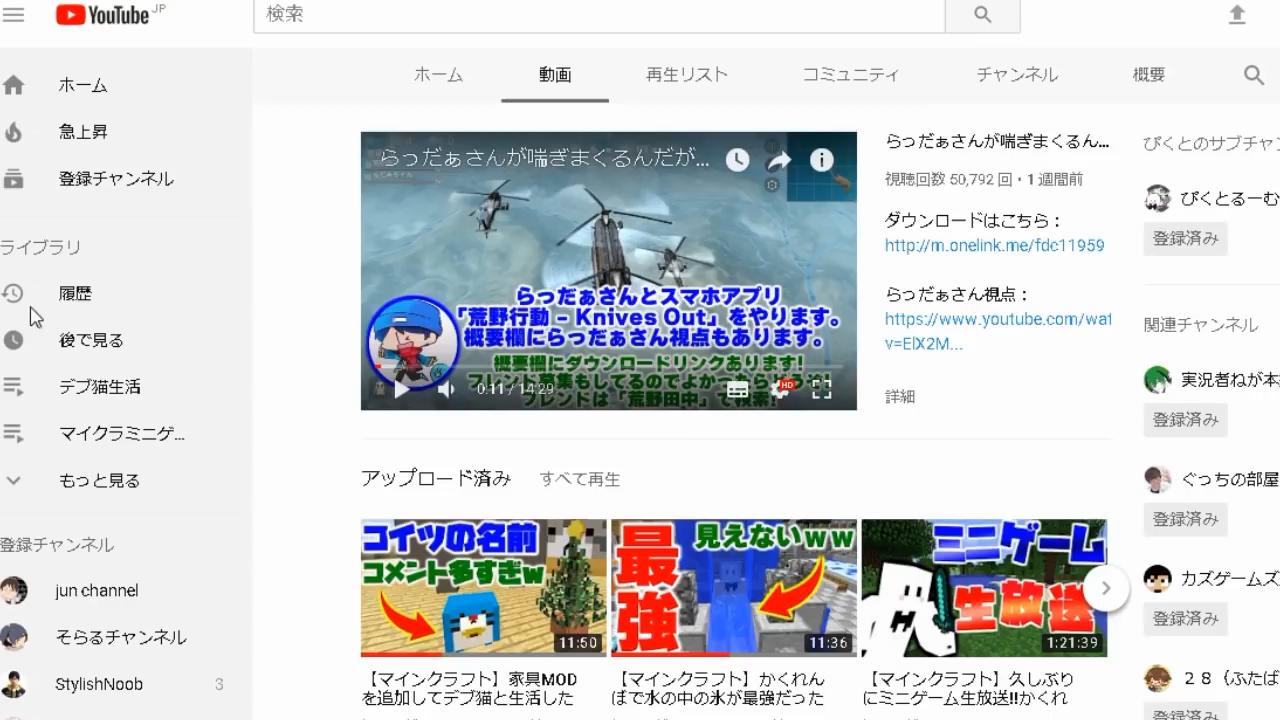 YouTube JP
検索
ホーム
急上昇
登録チャンネル
ライブラリ
履歴
後で見る
デブ猫生活
マイクラミニゲ...
もっと見る
登録チャンネル
jun channel
そらるチャンネル
StylishNoob 3
ホーム 動画 再生リスト コミュニティ チャンネル 概要
らっだぁさんが喘ぎまくるんだが...
らっだぁさんとスマホアプリ
「荒野行動 – Knives Out」をやります。
概要欄にらっだぁさん視点もあります。
概要欄にダウンロードリンクあります!
フレンドは「荒野田中」で検索!
0:11 / 14:29
HD
らっだぁさんが喘ぎまくるん...
視聴回数 50,792 回・1 週間前
ダウンロードはこちら：
http://m.onelink.me/fdc11959
らっだぁさん視点：
https://www.youtube.com/wat
v=ElX2M...
詳細
アップロード済み すべて再生
コイツの名前
コメント多すぎw
11:50
【マインクラフト】家具MOD
を追加してデブ猫と生活した
見えないww
最強
11:36
【マインクラフト】かくれん
ぼで水の中の氷が最強だった
ミニゲーム
生放送
1:21:39
【マインクラフト】久しぶり
にミニゲーム生放送!!かくれ
ぴくとのサブチャン
ぴくとるーむ
登録済み
関連チャンネル
実況者ねが本
登録済み
ぐっちの部屋
登録済み
カズゲームズ
登録済み
２８（ふたば
登録済み